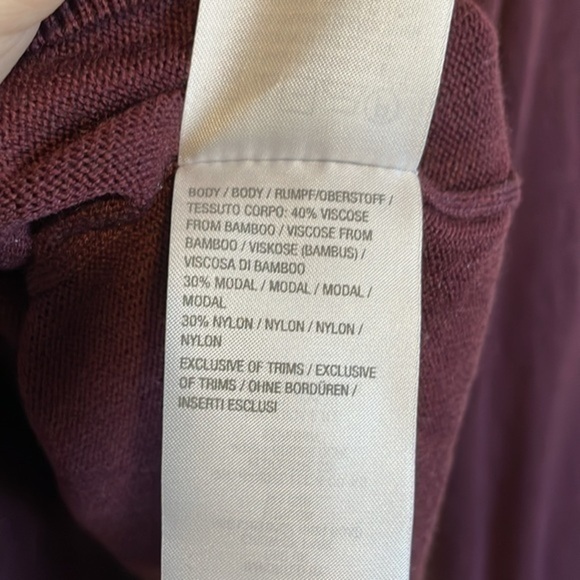 BODY / BODY / RUMPF/OBERSTOFF /
TESSUTO CORPO: 40% VISCOSE
FROM BAMBOO / VISCOSE FROM
BAMBOO / VISKOSE (BAMBUS) /
VISCOSA DI BAMBOO
30% MODAL / MODAL / MODAL /
MODAL
30% NYLON / NYLON / NYLON /
NYLON
EXCLUSIVE OF TRIMS / EXCLUSIVE
OF TRIMS / OHNE BORDÜREN /
INSERTI ESCLUSI